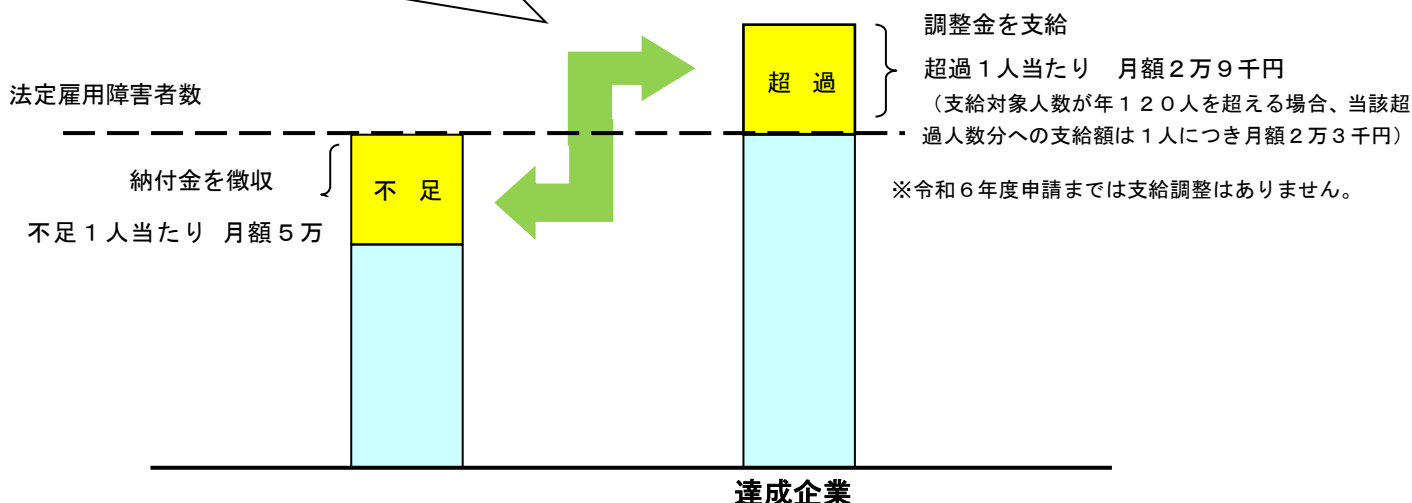 調整金を支給
超過１人当たり　月額２万９千円
（支給対象人数が年１２０人を超える場合、当該超
過人数分への支給額は１人につき月額２万３千円）
※令和６年度申請までは支給調整はありません。
超　過
法定雇用障害者数
納付金を徴収
不　足
不足１人当たり　月額５万
達成企業